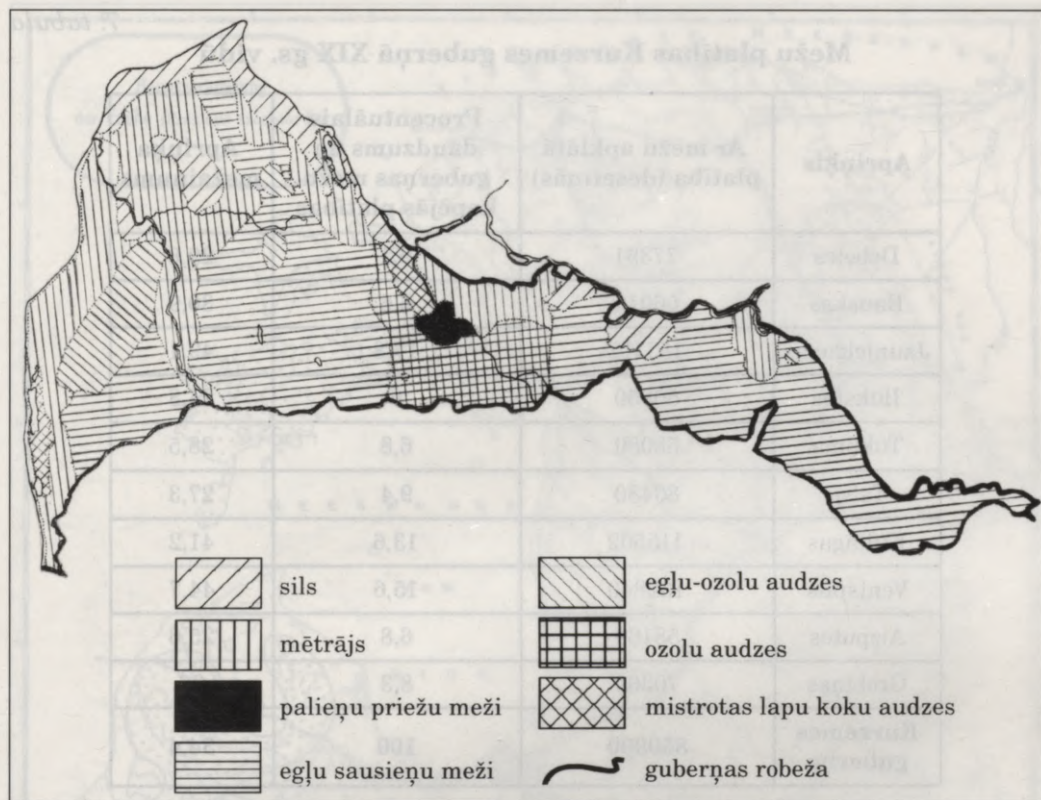 sils
mētrājs
palieņu priežu meži
egļu sausieņu meži
egļu-ozolu audzes
ozolu audzes
mistrotas lapu koku audzes
guberņas robeža